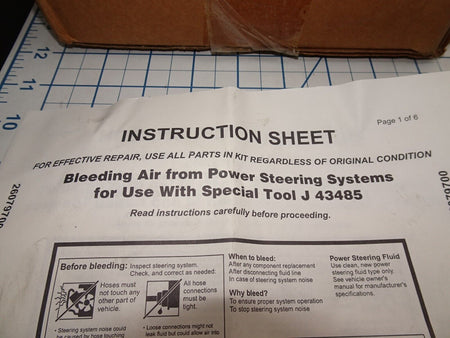 12
11
10
INSTRUCTION SHEET
Page 1 of 6
FOR EFFECTIVE REPAIR, USE ALL PARTS IN KIT REGARDLESS OF ORIGINAL CONDITION
Bleeding Air from Power Steering Systems
for Use With Special Tool J 43485
Read instructions carefully before proceeding.
26079700
Before bleeding: Inspect steering system.
Check, and correct as needed:
Hoses must
not touch any
other part of
vehicle.
All hose
connections
must be
tight.
• Steering system noise could
be caused by hose touching
• Loose connections might not
leak fluid but could allow air into
When to bleed:
After any component replacement
After disconnecting fluid line
In case of steering system noise
Why bleed?
To ensure proper system operation
To stop steering system noise
Power Steering Fluid
Use clean, new power
steering fluid type only.
See vehicle owner's
manual for manufacturer's
specifications.